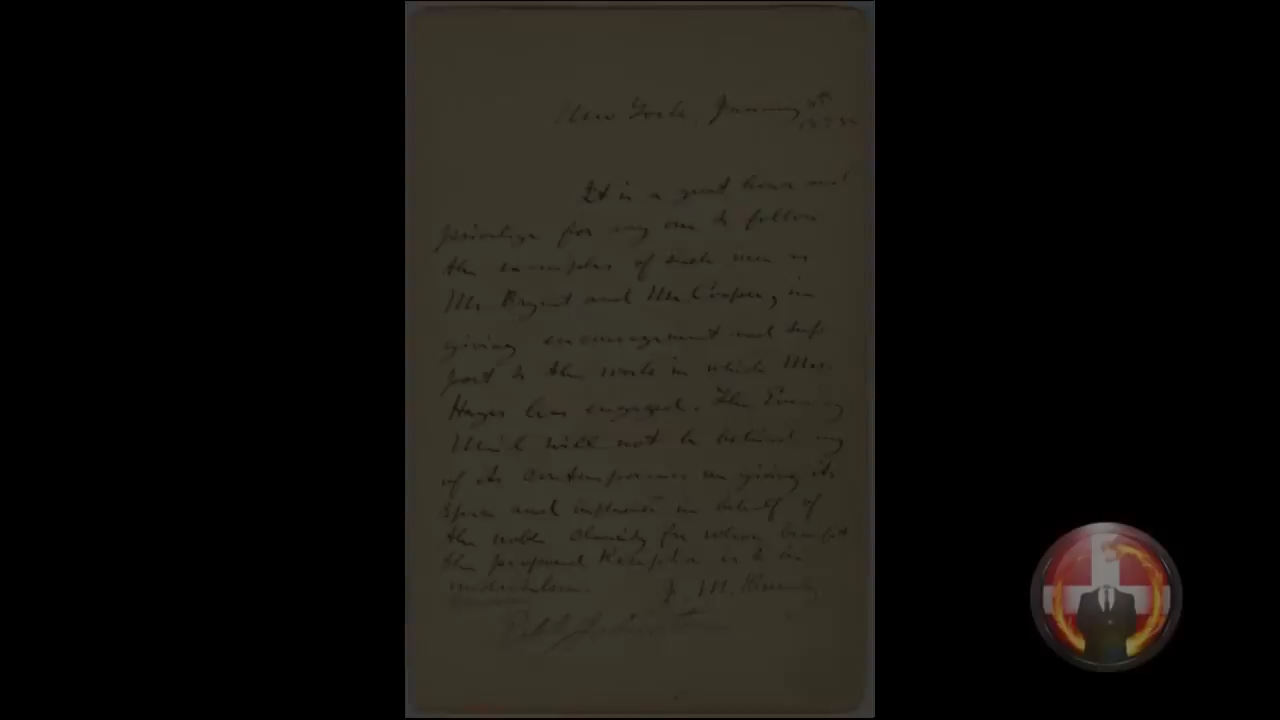 New York, January
It is a great honor and
privilege for any one to follow
the examples of such men as
Mr. Bryant and Mr. Cooper, in
giving encouragement and sup
port to the work in which Mrs.
Hayes has engaged. The Evening
Mail will not be behind any
of its contemporaries in giving its
space and influence in behalf of
the noble charity for whose benefit
the proposed is to be
J. M.